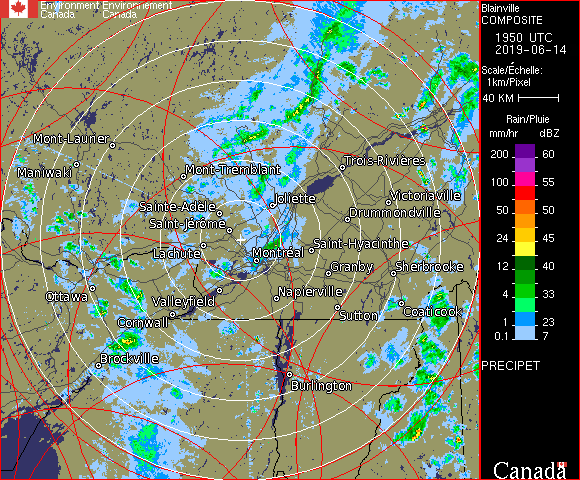 Environment Environnement
Canada Canada
Blainville
COMPOSITE
1950 UTC
2019-06-14
Scale/Échelle:
1km/Pixel
40 KM
Rain/Pluie
mm/hr dBZ
200 60
100 55
50 50
24 45
12 40
4 33
1 23
0.1 7
PRECIPET
Canada
Mont-Laurier
Maniwaki
Mont-Tremblant
Trois-Rivières
Sainte-Adele
Joliette
Victoriaville
Drummondville
Saint-Jérome
Lachute
Montréal
Saint-Hyacinthe
Granby
Sherbrooke
Ottawa
Valleyfield
Napierville
Cornwall
Sutton
Coaticook
Brockville
Burlington